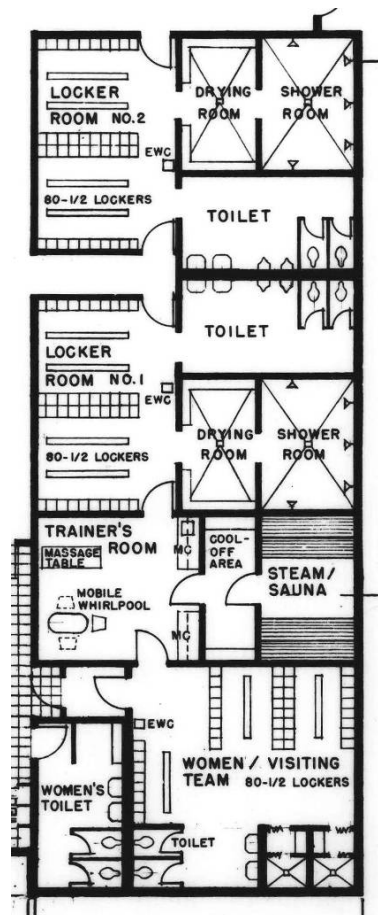 LOCKER
ROOM NO.2
EWC
80-1/2 LOCKERS
DRYING
ROOM
SHOWER
ROOM
TOILET
TOILET
LOCKER
ROOM NO.1
EWC
80-1/2 LOCKERS
DRYING
ROOM
SHOWER
ROOM
TRAINER'S
ROOM
MASSAGE
TABLE
MC
COOL-
OFF
AREA
STEAM/
SAUNA
MOBILE
WHIRLPOOL
MC
EWC
WOMEN / VISITING
TEAM 80-1/2 LOCKERS
WOMEN'S
TOILET
TOILET